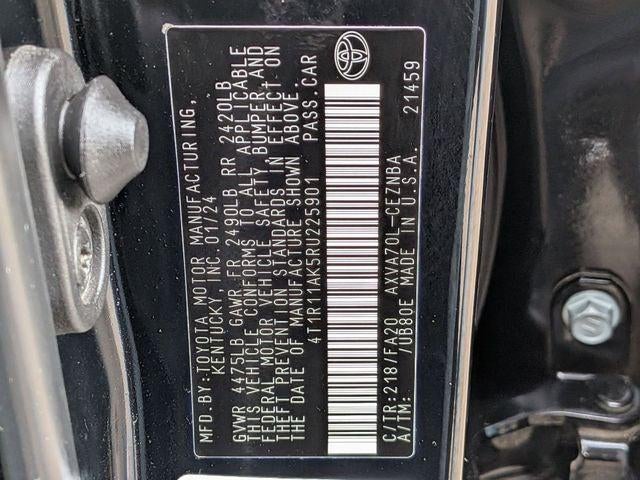 MFD. BY: TOYOTA MOTOR MANUFACTURING,
KENTUCKY, INC. 01/24
GVWR 4475LB GAWR FR 2490LB RR 2420LB
THIS VEHICLE CONFORMS TO ALL APPLICABLE
FEDERAL MOTOR VEHICLE SAFETY, BUMPER, AND
THEFT PREVENTION STANDARDS IN EFFECT ON
THE DATE OF MANUFACTURE SHOWN ABOVE.
4T1R11AK5RU225901 PASS. CAR
C/TR:218/FA20 AXVA70L-CEZNBA
A/TM: /UB80E MADE IN U.S.A. 21459